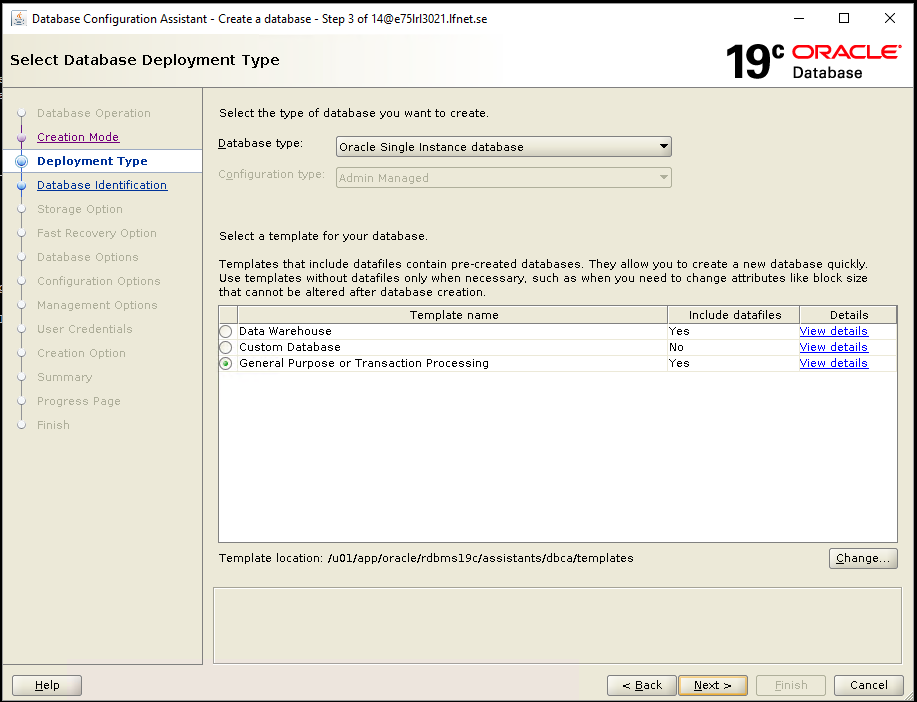 Database Configuration Assistant - Create a database - Step 3 of 14@e75lrl3021.lfnet.se
Select Database Deployment Type
19c ORACLE
Database
Database Operation
Creation Mode
Deployment Type
Database Identification
Storage Option
Fast Recovery Option
Database Options
Configuration Options
Management Options
User Credentials
Creation Option
Summary
Progress Page
Finish
Select the type of database you want to create.
Database type: Oracle Single Instance database
Configuration type: Admin Managed
Select a template for your database.
Templates that include datafiles contain pre-created databases. They allow you to create a new database quickly.
Use templates without datafiles only when necessary, such as when you need to change attributes like block size
that cannot be altered after database creation.
Template name Include datafiles Details
Data Warehouse Yes View details
Custom Database No View details
General Purpose or Transaction Processing Yes View details
Template location: /u01/app/oracle/rdbms19c/assistants/dbca/templates Change...
Help < Back Next > Finish Cancel